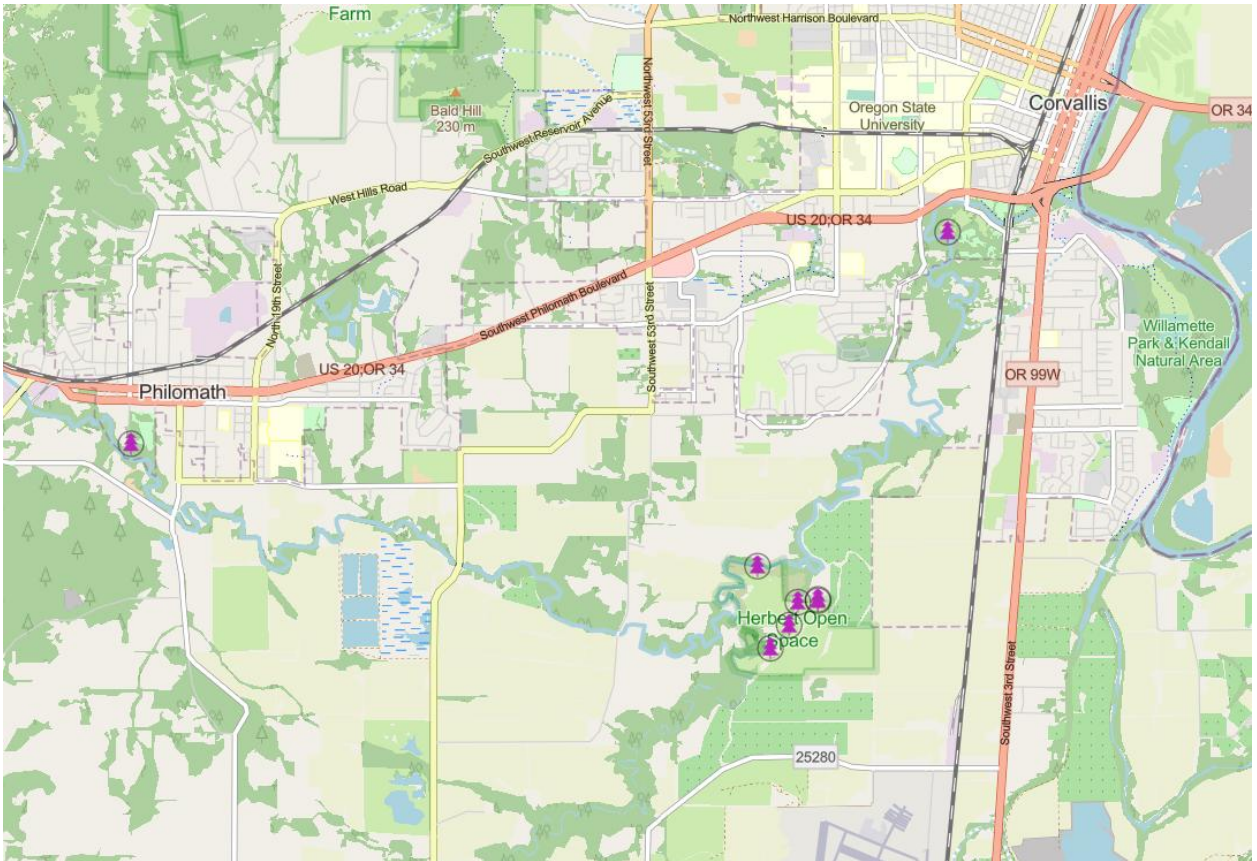 Farm
Northwest Harrison Boulevard
Corvallis
OR 34
Bald Hill
230 m
Oregon State
University
Southwest Reservoir Avenue
Northwest 53rd Street
West Hills Road
US 20;OR 34
North 19th Street
Southwest Philomath Boulevard
Southwest 53rd Street
Willamette
Park & Kendall
Natural Area
US 20;OR 34
OR 99W
Philomath
Herbert Open
Space
Southwest 3rd Street
25280